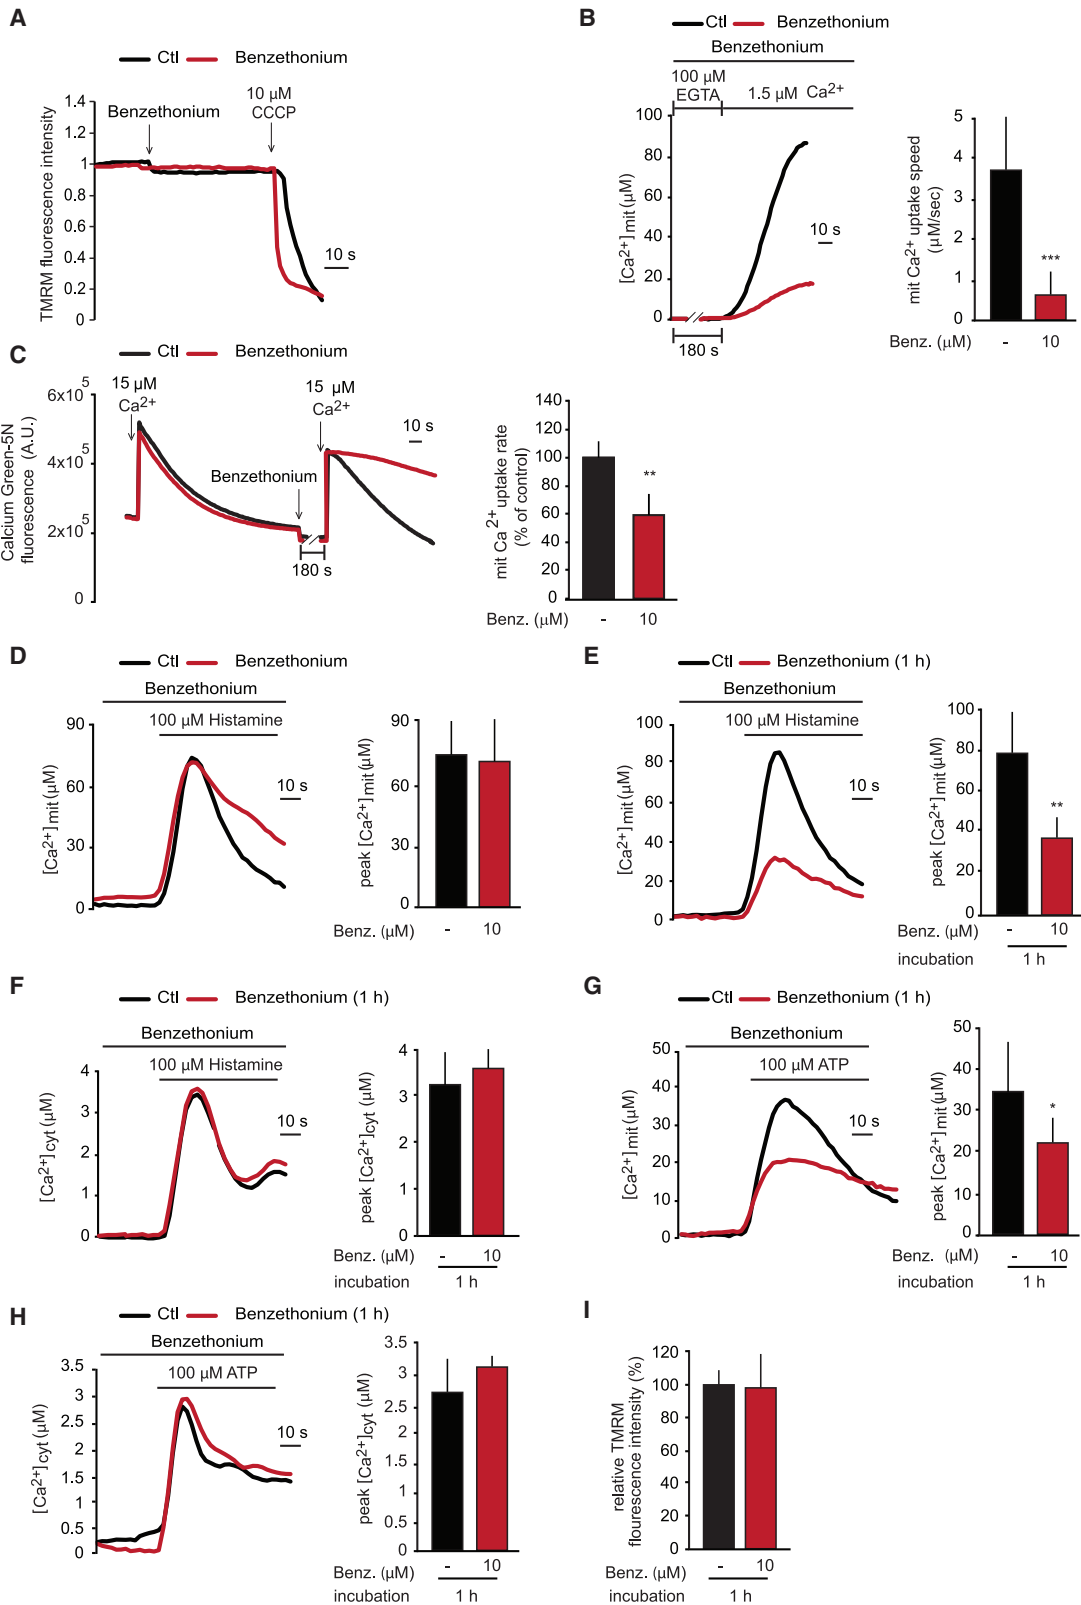 A
Ctl Benzethonium
TMRM fluorescence intensity
1.4
1.2
1
0.8
0.6
0.4
0.2
0
Benzethonium
10 µM
CCCP
10 s
B
Ctl Benzethonium
Benzethonium
100 µM
EGTA
1.5 µM Ca2+
[Ca2+]mit (µM)
100
80
60
40
20
0
10 s
180 s
mit Ca2+ uptake speed
(µM/sec)
5
4
3
2
1
0
***
Benz. (µM) - 10
C
Ctl Benzethonium
Calcium Green-5N
fluorescence (A.U.)
6x10⁵
4x10⁵
2x10⁵
0
15 µM
Ca2+
Benzethonium
15 µM
Ca2+
10 s
180 s
mit Ca2+ uptake rate
(% of control)
140
120
100
80
60
40
20
0
**
Benz. (µM) - 10
D
Ctl Benzethonium
Benzethonium
100 µM Histamine
[Ca2+]mit (µM)
90
60
30
0
10 s
peak [Ca2+]mit (µM)
90
60
30
0
Benz. (µM) - 10
E
Ctl Benzethonium (1 h)
Benzethonium
100 µM Histamine
[Ca2+]mit (µM)
100
80
60
40
20
0
10 s
peak [Ca2+]mit (µM)
100
80
60
40
20
0
**
Benz. (µM) - 10
incubation 1 h
F
Ctl Benzethonium (1 h)
Benzethonium
100 µM Histamine
[Ca2+]cyt (µM)
4
3
2
1
0
10 s
peak [Ca2+]cyt (µM)
4
3
2
1
0
Benz. (µM) - 10
incubation 1 h
G
Ctl Benzethonium (1 h)
Benzethonium
100 µM ATP
[Ca2+]mit (µM)
50
40
30
20
10
0
10 s
peak [Ca2+]mit (µM)
50
40
30
20
10
0
*
Benz. (µM) - 10
incubation 1 h
H
Ctl Benzethonium (1 h)
Benzethonium
100 µM ATP
[Ca2+]cyt (µM)
3.5
3
2.5
2
1.5
1
0.5
0
10 s
peak [Ca2+]cyt (µM)
3.5
3
2.5
2
1.5
1
0.5
0
Benz. (µM) - 10
incubation 1 h
I
relative TMRM
flourescence intensity (%)
120
100
80
60
40
20
0
Benz. (µM) - 10
incubation 1 h